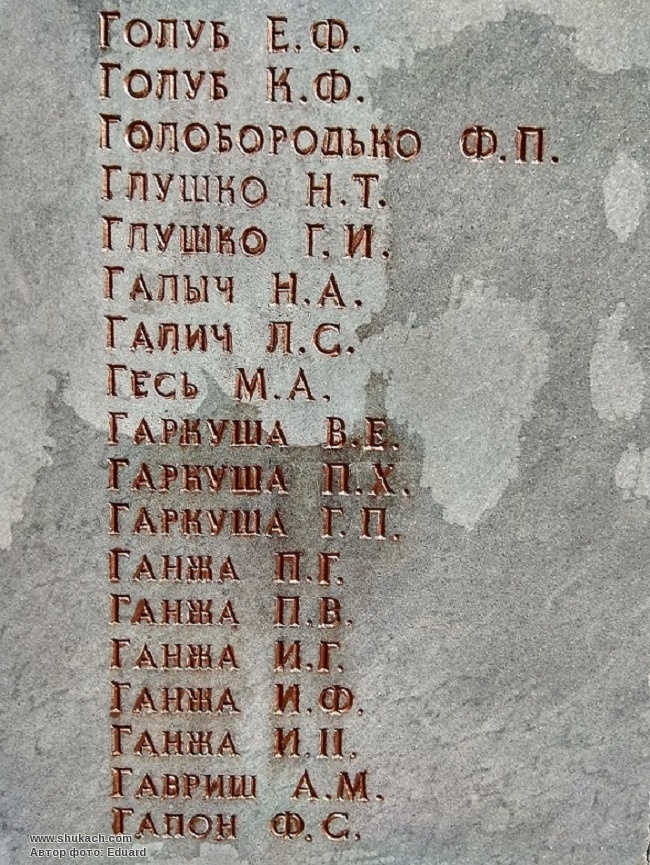 Голуб Е.Ф.
Голуб К.Ф.
Голобородько Ф.П.
Глушко Н.Т.
Глушко Г.И.
Галыч Н.А.
Галич Л.С.
Гесь М.А.
Гаркуша В.Е.
Гаркуша П.Х.
Гаркуша Г.П.
Ганжа П.Г.
Ганжа П.В.
Ганжа И.Г.
Ганжа И.Ф.
Ганжа И.П.
Гавриш А.М.
Гапон Ф.С.
www.shukach.com
Автор фото: Eduard